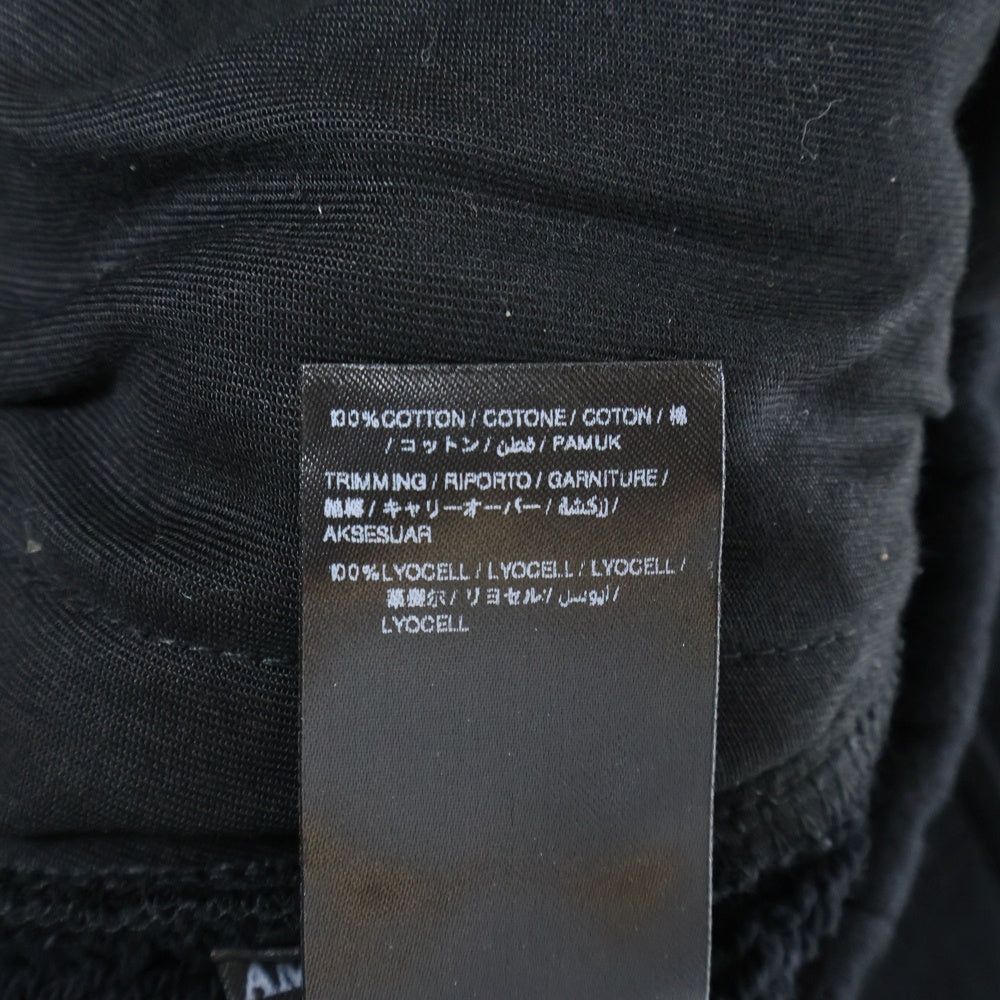 100% COTTON / COTONE / COTON / 棉
/ コットン / قطن / PAMUK
TRIMMING / RIPORTO / GARNITURE /
/ キャリーオーバー / /
AKSESUAR
100% LYOCELL / LYOCELL / LYOCELL /
/ リヨセル / ليوسل /
LYOCELL
AM